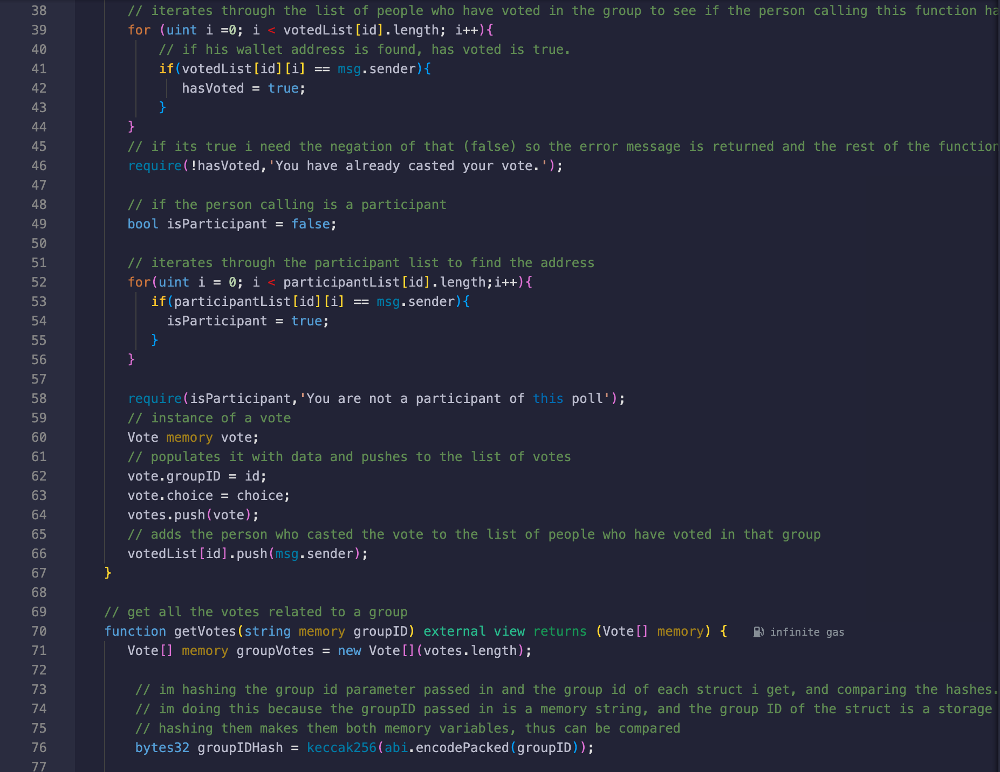 38 // iterates through the list of people who have voted in the group to see if the person calling this function ha
39 for (uint i =0; i < votedList[id].length; i++){
40 // if his wallet address is found, has voted is true.
41 if(votedList[id][i] == msg.sender){
42 hasVoted = true;
43 }
44 }
45 // if its true i need the negation of that (false) so the error message is returned and the rest of the function
46 require(!hasVoted,'You have already casted your vote.');
47
48 // if the person calling is a participant
49 bool isParticipant = false;
50
51 // iterates through the participant list to find the address
52 for(uint i = 0; i < participantList[id].length;i++){
53 if(participantList[id][i] == msg.sender){
54 isParticipant = true;
55 }
56 }
57
58 require(isParticipant,'You are not a participant of this poll');
59 // instance of a vote
60 Vote memory vote;
61 // populates it with data and pushes to the list of votes
62 vote.groupID = id;
63 vote.choice = choice;
64 votes.push(vote);
65 // adds the person who casted the vote to the list of people who have voted in that group
66 votedList[id].push(msg.sender);
67 }
68
69 // get all the votes related to a group
70 function getVotes(string memory groupID) external view returns (Vote[] memory) { infinite gas
71 Vote[] memory groupVotes = new Vote[](votes.length);
72
73 // im hashing the group id parameter passed in and the group id of each struct i get, and comparing the hashes.
74 // im doing this because the groupID passed in is a memory string, and the group ID of the struct is a storage
75 // hashing them makes them both memory variables, thus can be compared
76 bytes32 groupIDHash = keccak256(abi.encodePacked(groupID));
77